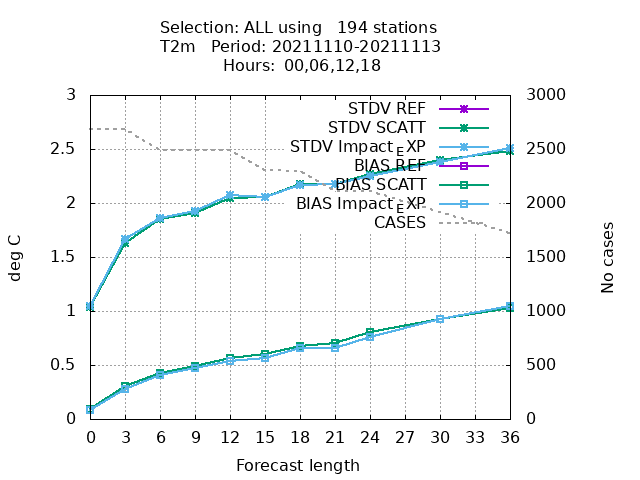 Selection: ALL using   194 stations
T2m   Period: 20211110-20211113
Hours:  00,06,12,18
3
2.5
2
1.5
1
0.5
0
deg C
3000
2500
2000
1500
1000
500
0
No cases
STDV REF
STDV SCATT
STDV Impact_EXP
BIAS REF
BIAS SCATT
BIAS Impact_EXP
CASES
0 3 6 9 12 15 18 21 24 27 30 33 36
Forecast length